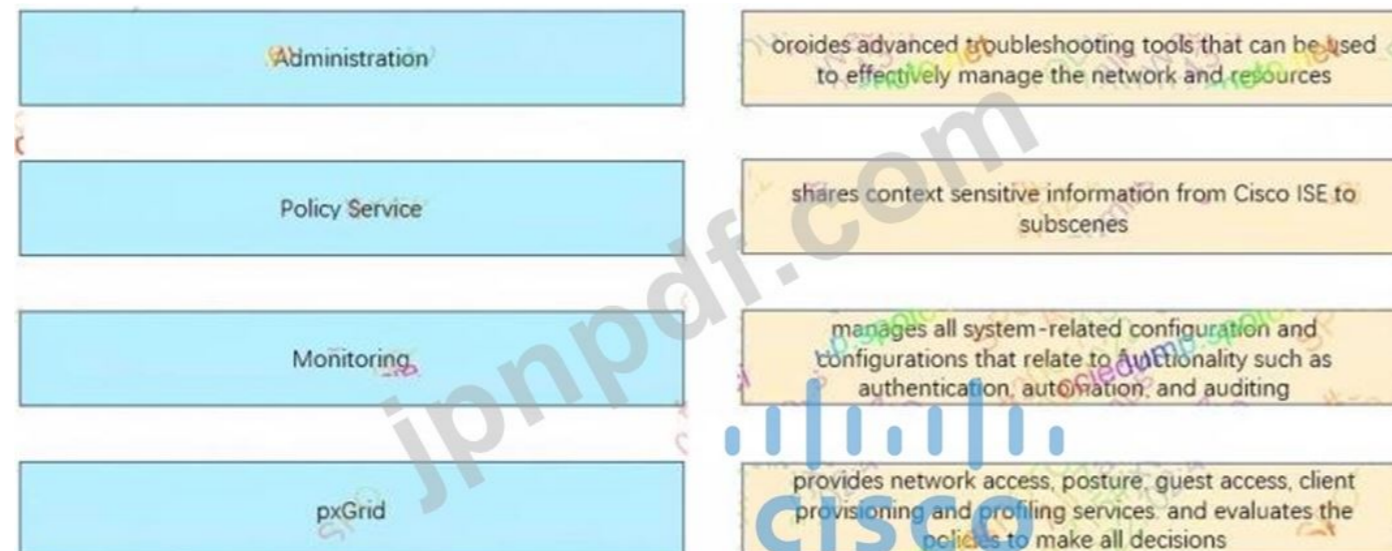 Administration
oroides advanced troubleshooting tools that can be used
to effectively manage the network and resources
Policy Service
shares context sensitive information from Cisco ISE to
subscenes
Monitoring
manages all system-related configuration and
configurations that relate to functionality such as
authentication, automation, and auditing
pxGrid
provides network access, posture, guest access, client
provisioning and profiling services. and evaluates the
policies to make all decisions
jpnpdf.com
cisco